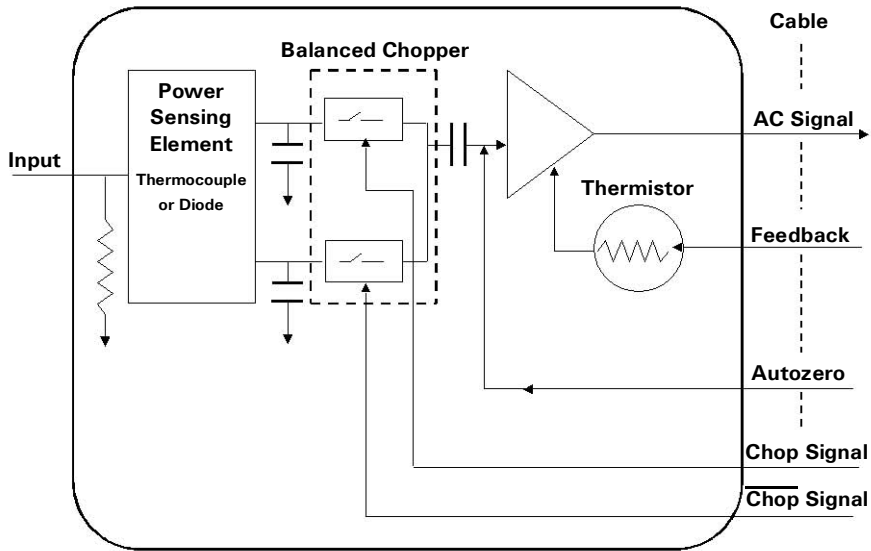 Cable
Balanced Chopper
Power
Sensing
Element
Thermocouple
or Diode
Input
AC Signal
Thermistor
Feedback
Autozero
Chop Signal
Chop Signal